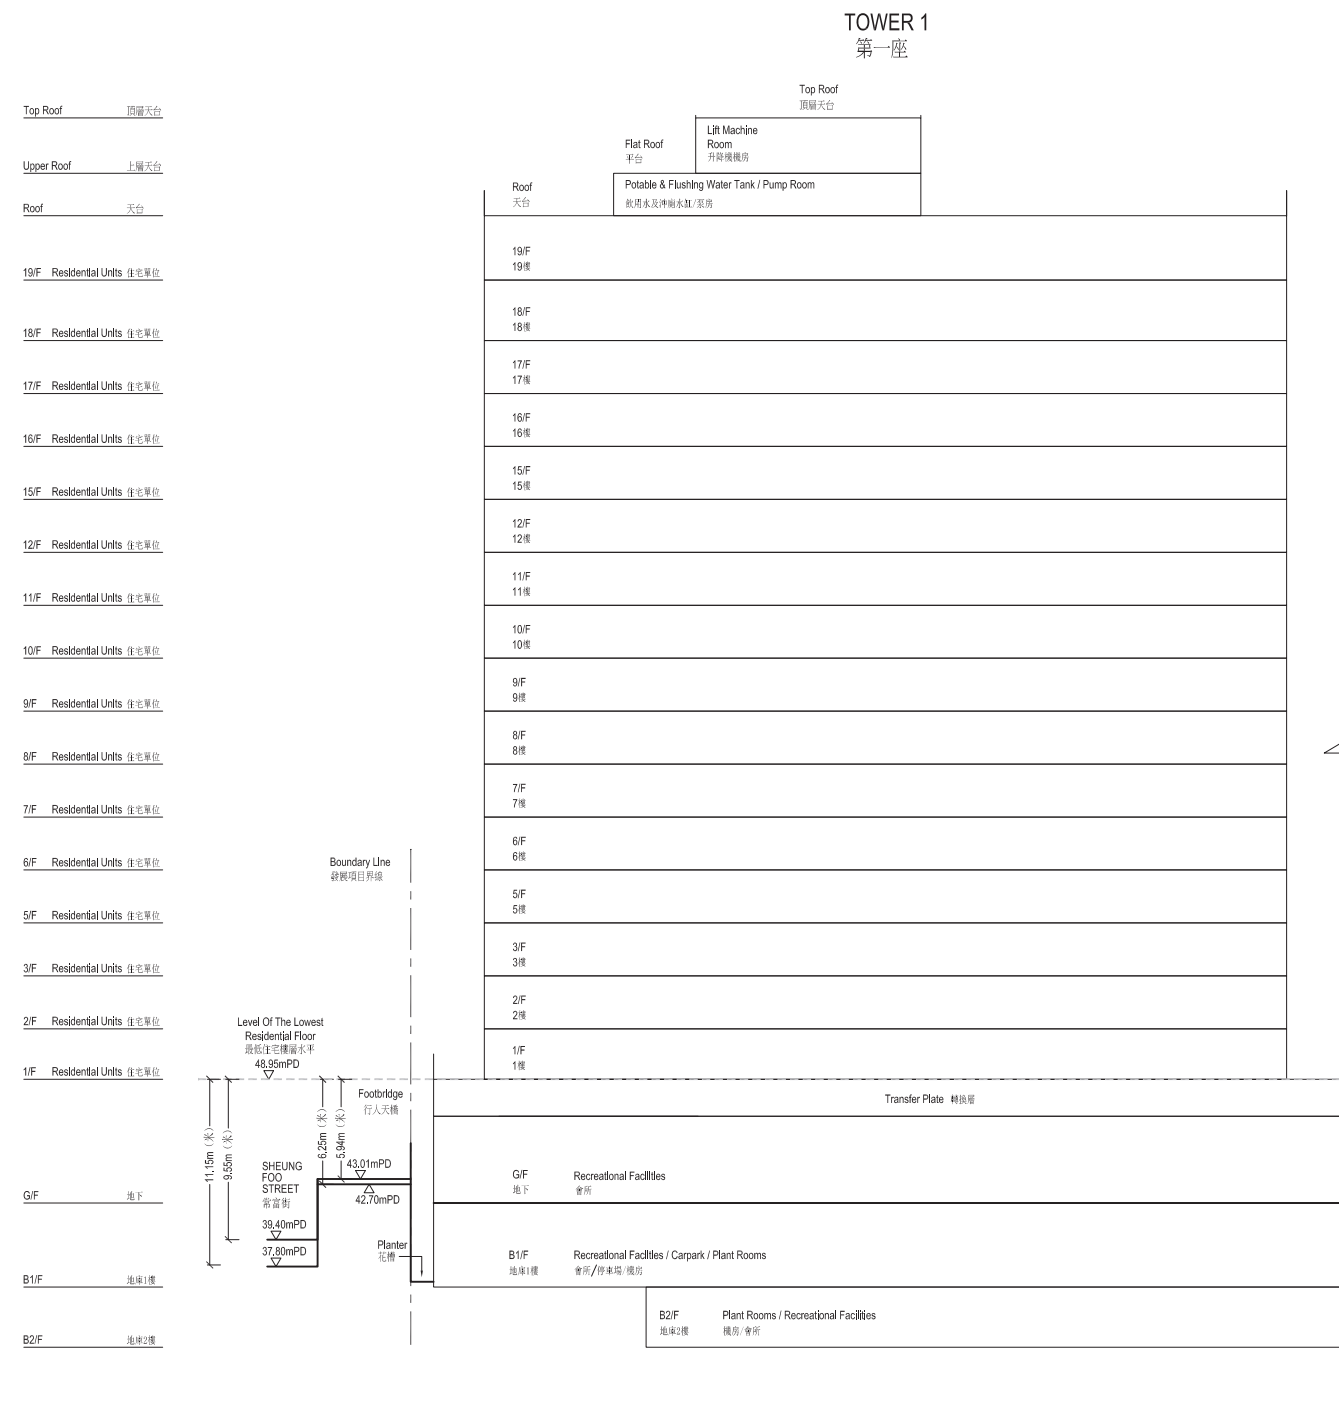 TOWER 1
第一座
Top Roof
頂層天台
Top Roof 頂層天台
Lift Machine
Room
升降機機房
Flat Roof
平台
Upper Roof 上層天台
Potable & Flushing Water Tank / Pump Room
飲用水及沖廁水缸/泵房
Roof
天台
Roof 天台
19/F
19樓
19/F Residential Units 住宅單位
18/F
18樓
18/F Residential Units 住宅單位
17/F
17樓
17/F Residential Units 住宅單位
16/F
16樓
16/F Residential Units 住宅單位
15/F
15樓
15/F Residential Units 住宅單位
12/F
12樓
12/F Residential Units 住宅單位
11/F
11樓
11/F Residential Units 住宅單位
10/F
10樓
10/F Residential Units 住宅單位
9/F
9樓
9/F Residential Units 住宅單位
8/F
8樓
8/F Residential Units 住宅單位
7/F
7樓
7/F Residential Units 住宅單位
6/F
6樓
6/F Residential Units 住宅單位
Boundary Line
發展項目界線
5/F
5樓
5/F Residential Units 住宅單位
3/F
3樓
3/F Residential Units 住宅單位
2/F
2樓
2/F Residential Units 住宅單位
Level Of The Lowest
Residential Floor
最低住宅樓層水平
48.95mPD
1/F
1樓
1/F Residential Units 住宅單位
Footbridge
行人天橋
Transfer Plate 轉換層
11.15m (米)
9.55m (米)
6.25m (米)
5.94m (米)
43.01mPD
42.70mPD
SHEUNG
FOO
STREET
常富街
39.40mPD
37.80mPD
G/F
地下
Recreational Facilities
會所
G/F 地下
Planter
花槽
B1/F
地庫1樓
Recreational Facilities / Carpark / Plant Rooms
會所/停車場/機房
B1/F 地庫1樓
B2/F
地庫2樓
Plant Rooms / Recreational Facilities
機房/會所
B2/F 地庫2樓